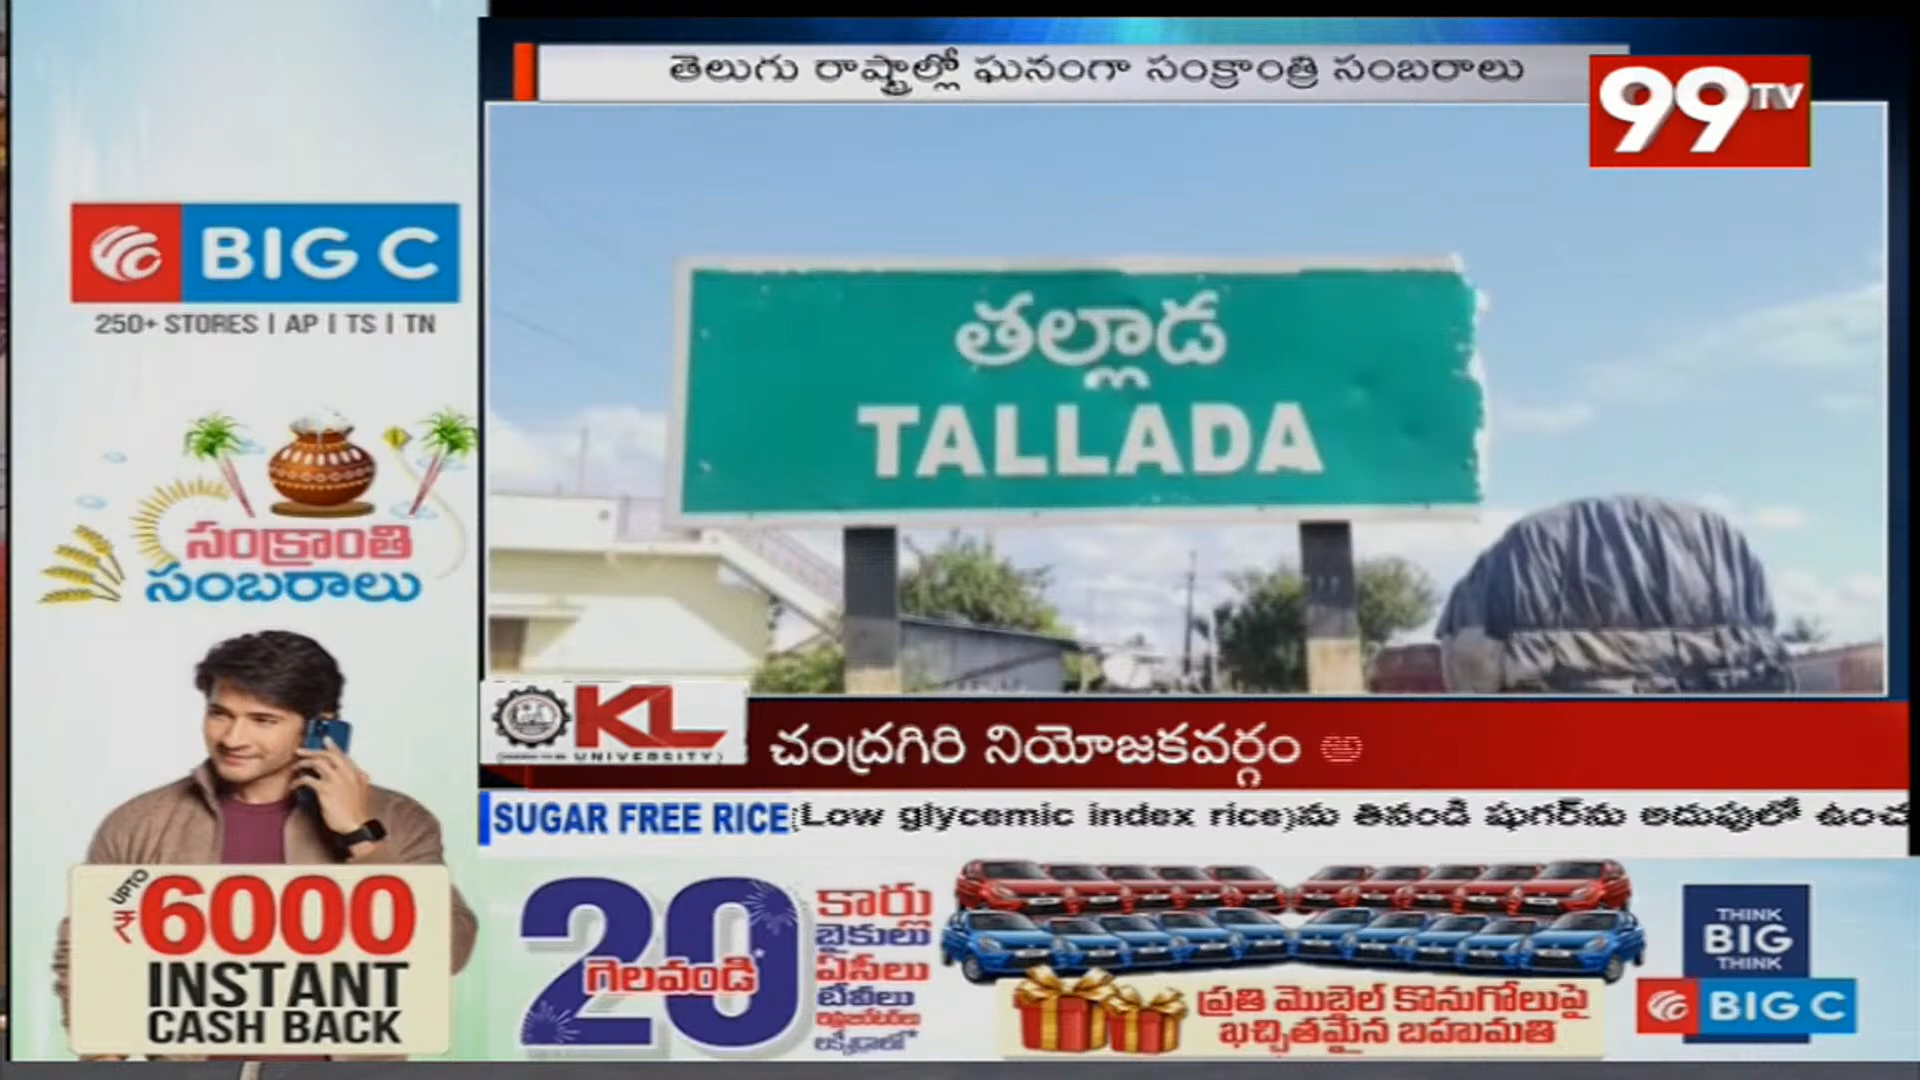 తెలుగు రాష్ట్రాల్లో ఘనంగా సంక్రాంతి సంబరాలు
99 TV
BIG C
250+ STORES | AP | TS | TN
సంక్రాంతి
సంబరాలు
UPTO
₹6000
INSTANT
CASH BACK
తల్లాడ
TALLADA
KL
UNIVERSITY
చంద్రగిరి నియోజకవర్గం
SUGAR FREE RICE (Low glycemic index rice)ను తినండి షుగర్‌ను అదుపులో ఉంచ
20
గెలవండి
కార్లు
బైకులు
ఏసీలు
టీవీలు
ప్రతి మొబైల్ కొనుగోలుపై
ఖచ్చితమైన బహుమతి
THINK
BIG
THINK
BIG C